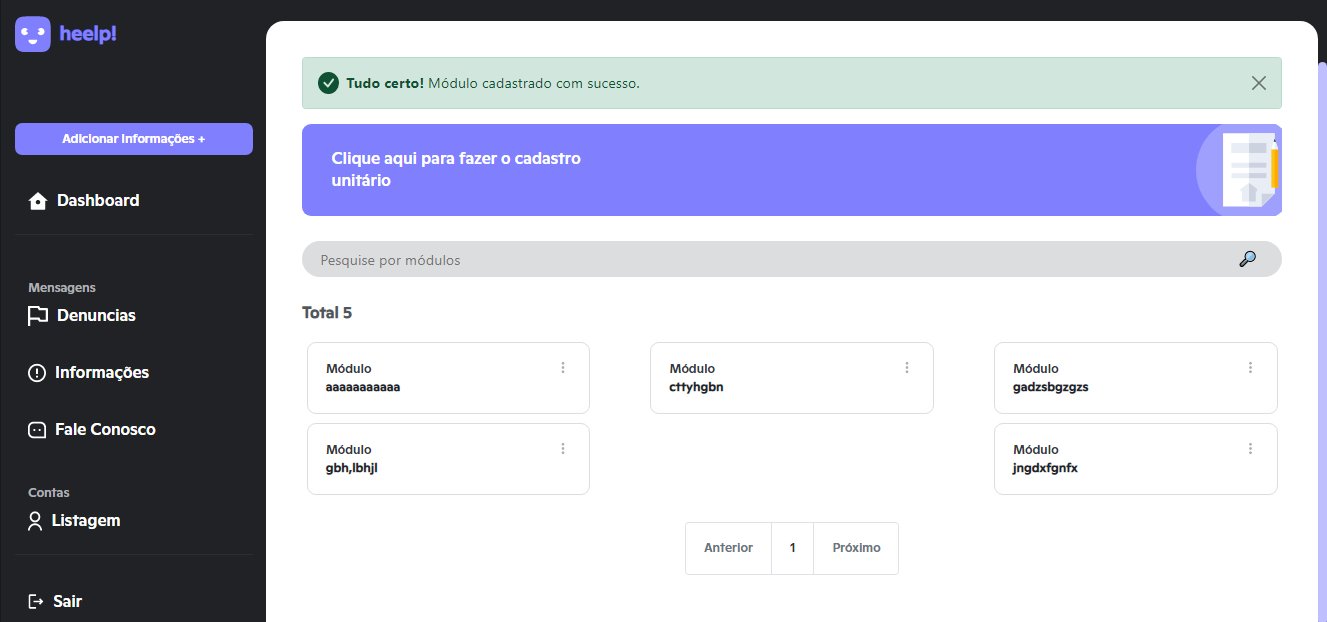 heelp!
Adicionar Informações +
Dashboard
Mensagens
Denuncias
Informações
Fale Conosco
Contas
Listagem
Sair
Tudo certo! Módulo cadastrado com sucesso.
Clique aqui para fazer o cadastro
unitário
Pesquise por módulos
Total 5
Módulo
aaaaaaaaaaa
Módulo
cttyhgbn
Módulo
gadzsbgzgzs
Módulo
gbh,lbhjl
Módulo
jngdxfgnfx
Anterior
1
Próximo